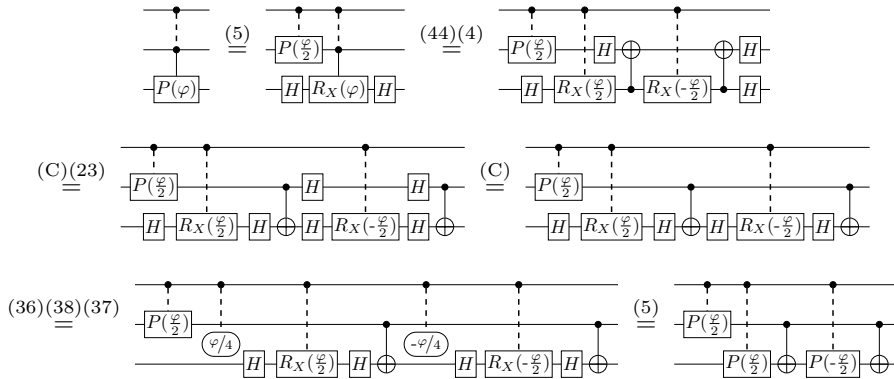 (5) (44)(4)
P(φ/2) P(φ/2) H H
P(φ) H R_X(φ) H H R_X(φ/2) R_X(-φ/2) H
= = 
(C)(23) (C)
= P(φ/2) H H = P(φ/2)
H R_X(φ/2) H H R_X(-φ/2) H H R_X(φ/2) H H R_X(-φ/2) H
(36)(38)(37) (5)
= P(φ/2) = P(φ/2)
φ/4 -φ/4
H R_X(φ/2) H H R_X(-φ/2) H P(φ/2) P(-φ/2)